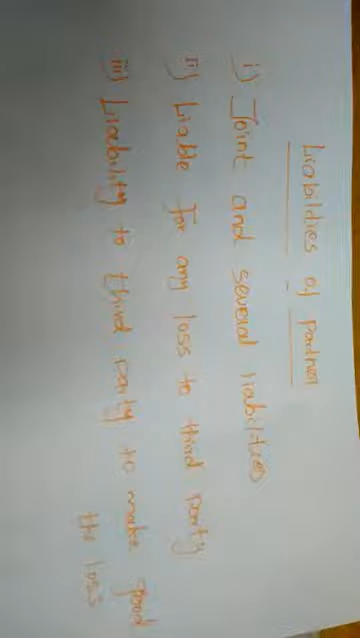 Liabilities of partner
i) Joint and several liabilities
ii) Liable for any loss to third party
iii) Liability to third party to make good
the loss